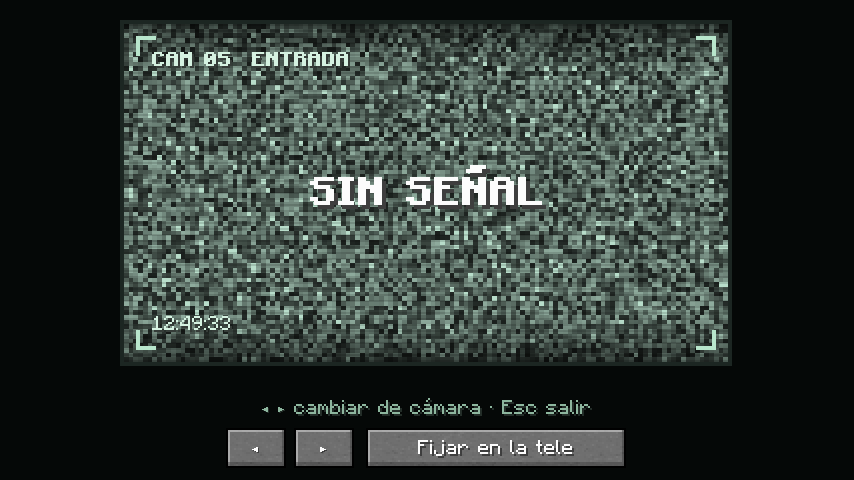 CAM 05 ENTRADA
SIN SEÑAL
12:49:33
◂ ▸ cambiar de cámara · Esc salir
◂ ▸ Fijar en la tele